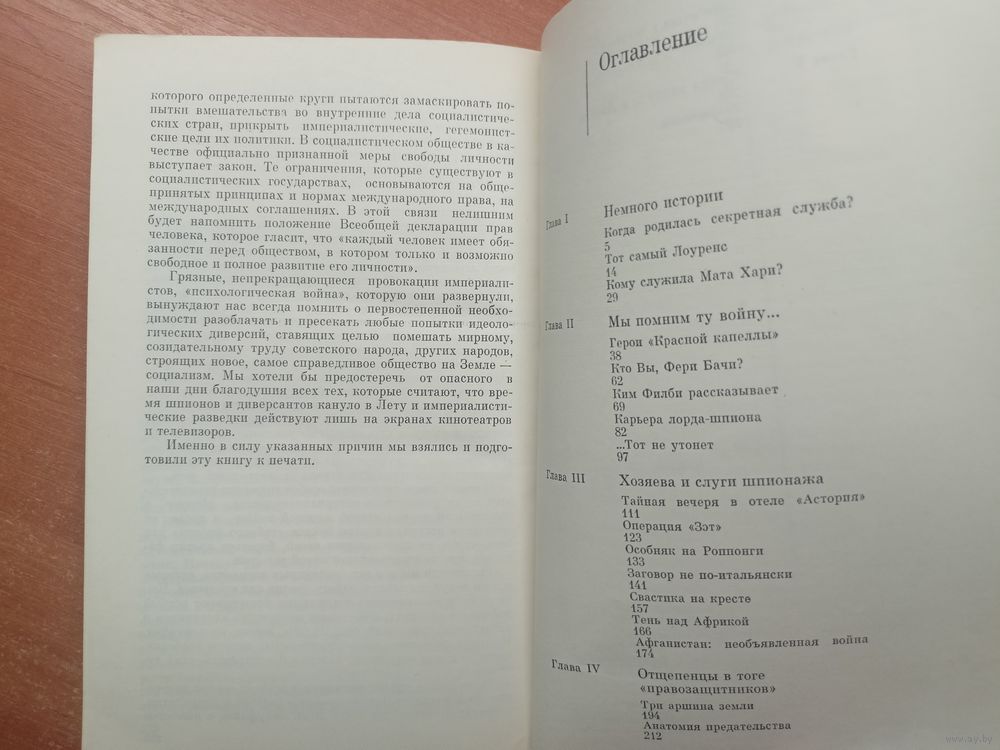 которого определенные круги пытаются замаскировать по-
пытки вмешательства во внутренние дела социалистиче-
ских стран, прикрыть империалистические, гегемонист-
ские цели их политики. В социалистическом обществе в ка-
честве официально признанной меры свободы личности
выступает закон. Те ограничения, которые существуют в
социалистических государствах, основываются на обще-
принятых принципах и нормах международного права, на
международных соглашениях. В этой связи нелишним
будет напомнить положение Всеобщей декларации прав
человека, которое гласит, что «каждый человек имеет обя-
занности перед обществом, в котором только и возможно
свободное и полное развитие его личности».
Грязные, непрекращающиеся провокации империали-
стов, «психологическая война», которую они развернули,
вынуждают нас всегда помнить о первостепенной необхо-
димости разоблачать и пресекать любые попытки идеоло-
гических диверсий, ставящих целью помешать мирному,
созидательному труду советского народа, других народов,
строящих новое, самое справедливое общество на Земле —
социализм. Мы хотели бы предостеречь от опасного в
наши дни благодушия всех тех, которые считают, что вре-
мя шпионов и диверсантов кануло в Лету и империалисти-
ческие разведки действуют лишь на экранах кинотеатров
и телевизоров.
Именно в силу указанных причин мы взялись и подго-
товили эту книгу к печати.
Оглавление
Глава I Немного истории
Когда родилась секретная служба?
5
Тот самый Лоуренс
14
Кому служила Мата Хари?
29
Глава II Мы помним ту войну...
Герои «Красной капеллы»
38
Кто Вы, Фери Бачи?
62
Ким Филби рассказывает
69
Карьера лорда-шпиона
82
...Тот не утонет
97
Глава III Хозяева и слуги шпионажа
Тайная вечеря в отеле «Астория»
111
Операция «Зэт»
123
Особняк на Роппонги
133
Заговор не по-итальянски
141
Свастика на кресте
157
Тень над Африкой
166
Афганистан: необъявленная война
174
Глава IV Отщепенцы в тоге
«правозащитников»
Три аршина земли
194
Анатомия предательства
212
www.ay.by